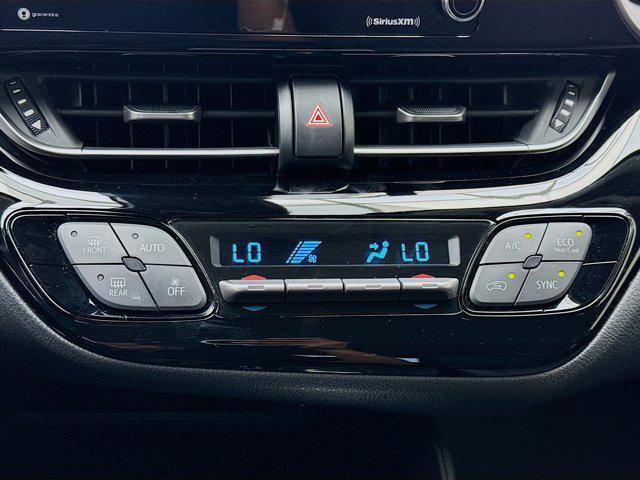 gracenote
SiriusXM
LO LO
FRONT AUTO A/C ECO
Heat/Cool
REAR OFF SYNC